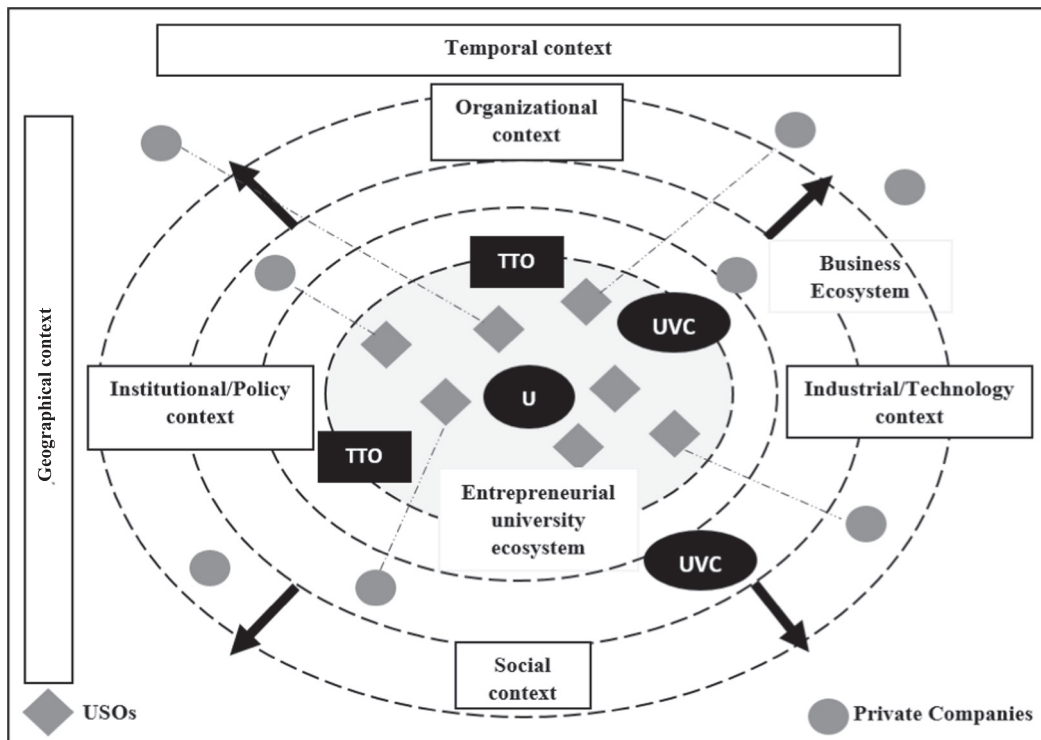 Temporal context
Organizational
context
Business
Ecosystem
TTO
UVC
Geographical context
Institutional/Policy
context
U
Industrial/Technology
context
TTO
Entrepreneurial
university
ecosystem
UVC
Social
context
USOs
Private Companies